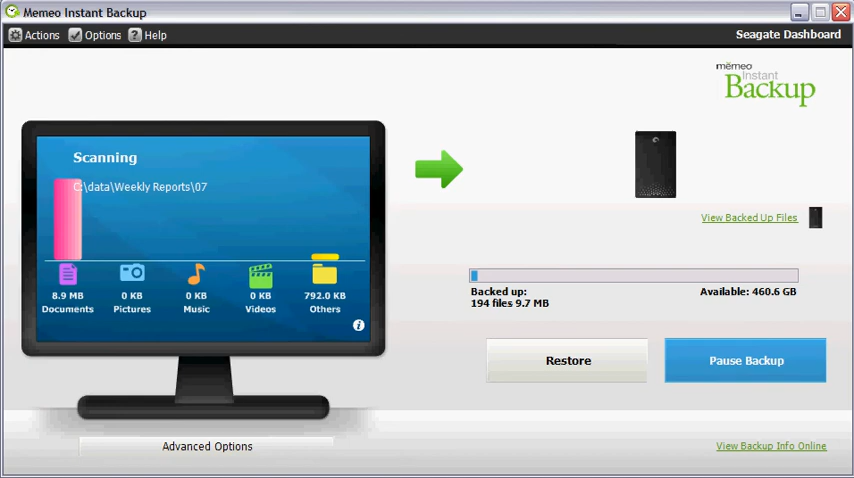 Memeo Instant Backup
Actions Options ? Help
Seagate Dashboard
mēmeo
Instant
Backup
Scanning
C:\data\Weekly Reports\07
8.9 MB 0 KB 0 KB 0 KB 792.0 KB
Documents Pictures Music Videos Others
i
View Backed Up Files
Backed up: Available: 460.6 GB
194 files 9.7 MB
Restore
Pause Backup
Advanced Options
View Backup Info Online